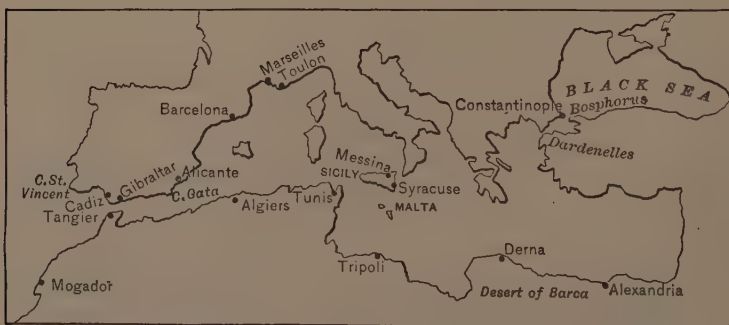 Marseilles
Toulon
BLACK SEA
Constantinople
Bosphorus
Barcelona
Dardenelles
Messina
SICILY
C. St.
Vincent
Gibraltar
Alicante
Syracuse
Cadiz
C. Gata
Tunis
MALTA
Tangier
Algiers
Derna
Tripoli
Mogador
Desert of Barca
Alexandria